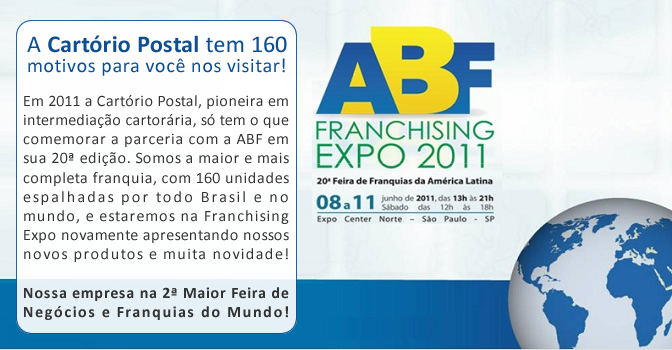 A Cartório Postal tem 160
motivos para você nos visitar!
Em 2011 a Cartório Postal, pioneira em
intermediação cartorária, só tem o que
comemorar a parceria com a ABF em
sua 20ª edição. Somos a maior e mais
completa franquia, com 160 unidades
espalhadas por todo Brasil e no
mundo, e estaremos na Franchising
Expo novamente apresentando nossos
novos produtos e muita novidade!
Nossa empresa na 2ª Maior Feira de
Negócios e Franquias do Mundo!
ABF
FRANCHISING
EXPO 2011
20ª Feira de Franquias da América Latina
08 a 11 junho de 2011, das 13h às 21h
Sábado das 12h às 18h
Expo Center Norte – São Paulo - SP